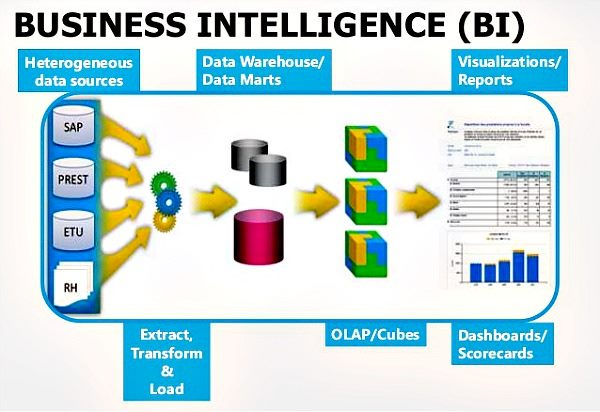 BUSINESS INTELLIGENCE (BI)
Heterogeneous
data sources
Data Warehouse/
Data Marts
Visualizations/
Reports
SAP
PREST
ETU
RH
Extract,
Transform
&
Load
OLAP/Cubes
Dashboards/
Scorecards